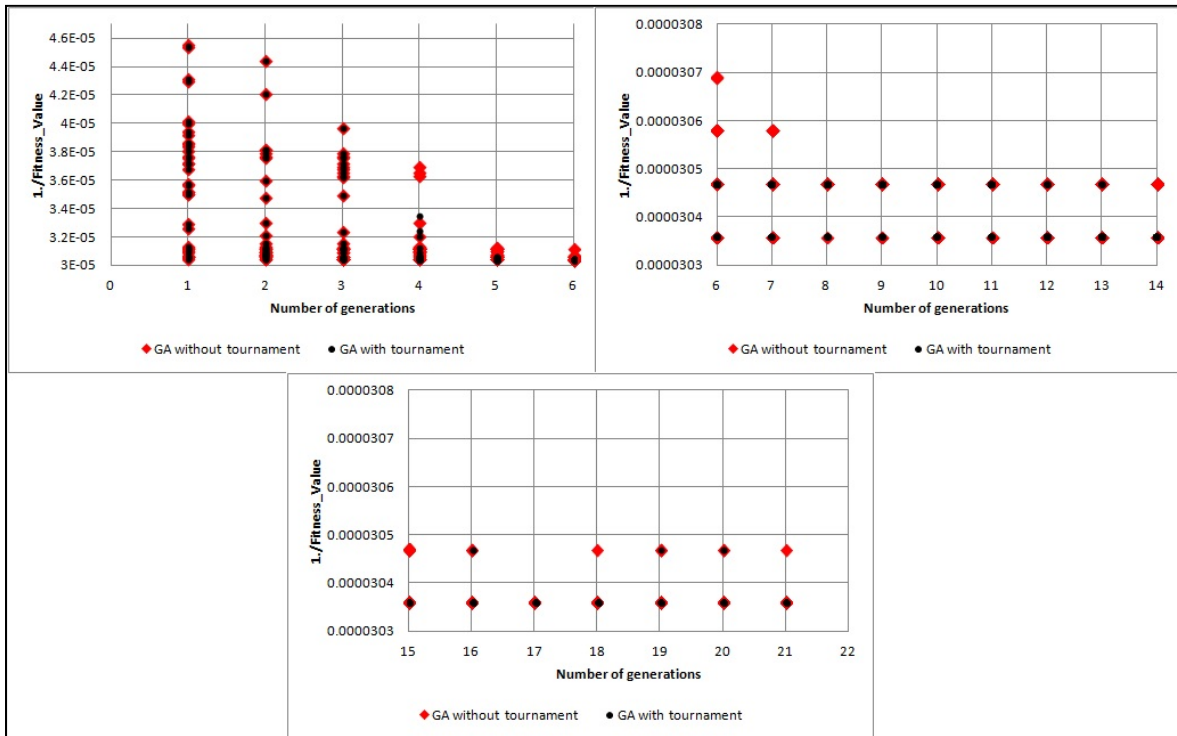 1./Fitness_Value
4.6E-05
4.4E-05
4.2E-05
4E-05
3.8E-05
3.6E-05
3.4E-05
3.2E-05
3E-05
0 1 2 3 4 5 6
Number of generations
GA without tournament GA with tournament
1./Fitness_Value
0.0000308
0.0000307
0.0000306
0.0000305
0.0000304
0.0000303
6 7 8 9 10 11 12 13 14
Number of generations
GA without tournament GA with tournament
1./Fitness_Value
0.0000308
0.0000307
0.0000306
0.0000305
0.0000304
0.0000303
15 16 17 18 19 20 21 22
Number of generations
GA without tournament GA with tournament